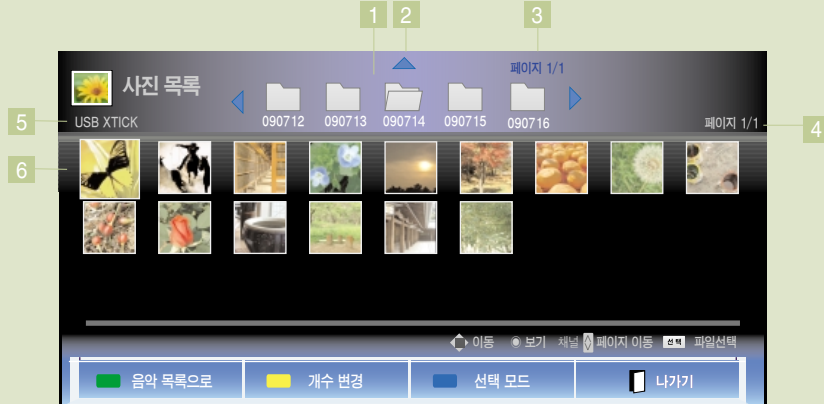 1 2 3
페이지 1/1
사진 목록
090712 090713 090714 090715 090716
5 USB XTICK 페이지 1/1 4
6
이동 보기 채널 페이지 이동 선택 파일선택
음악 목록으로 개수 변경 선택 모드 나가기